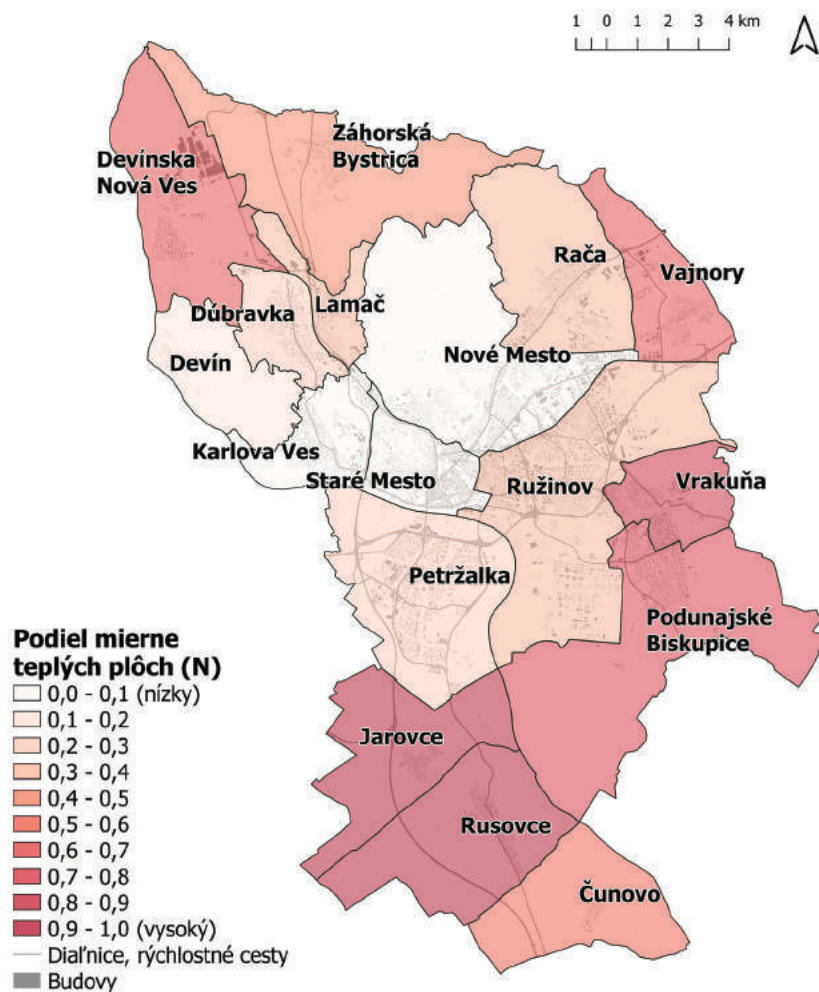 1 0 1 2 3 4 km
Záhorská
Bystrica
Devínska
Nová Ves
Rača
Vajnory
Lamač
Dúbravka
Nové Mesto
Devín
Karlova Ves
Staré Mesto
Ružinov
Vrakuňa
Petržalka
Podunajské
Biskupice
Jarovce
Rusovce
Čunovo
Podiel mierne
teplých plôch (N)
0,0 - 0,1 (nízky)
0,1 - 0,2
0,2 - 0,3
0,3 - 0,4
0,4 - 0,5
0,5 - 0,6
0,6 - 0,7
0,7 - 0,8
0,8 - 0,9
0,9 - 1,0 (vysoký)
Diaľnice, rýchlostné cesty
Budovy